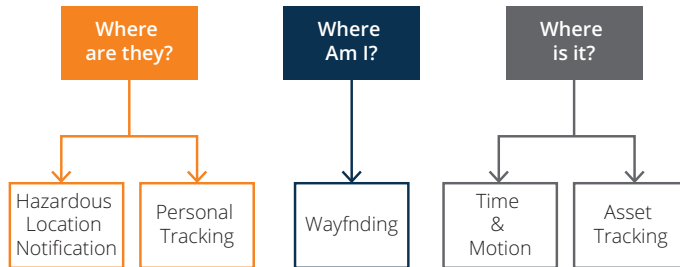 Where
are they?
Where
Am I?
Where
is it?
Hazardous
Location
Notification
Personal
Tracking
Wayfnding
Time
&
Motion
Asset
Tracking